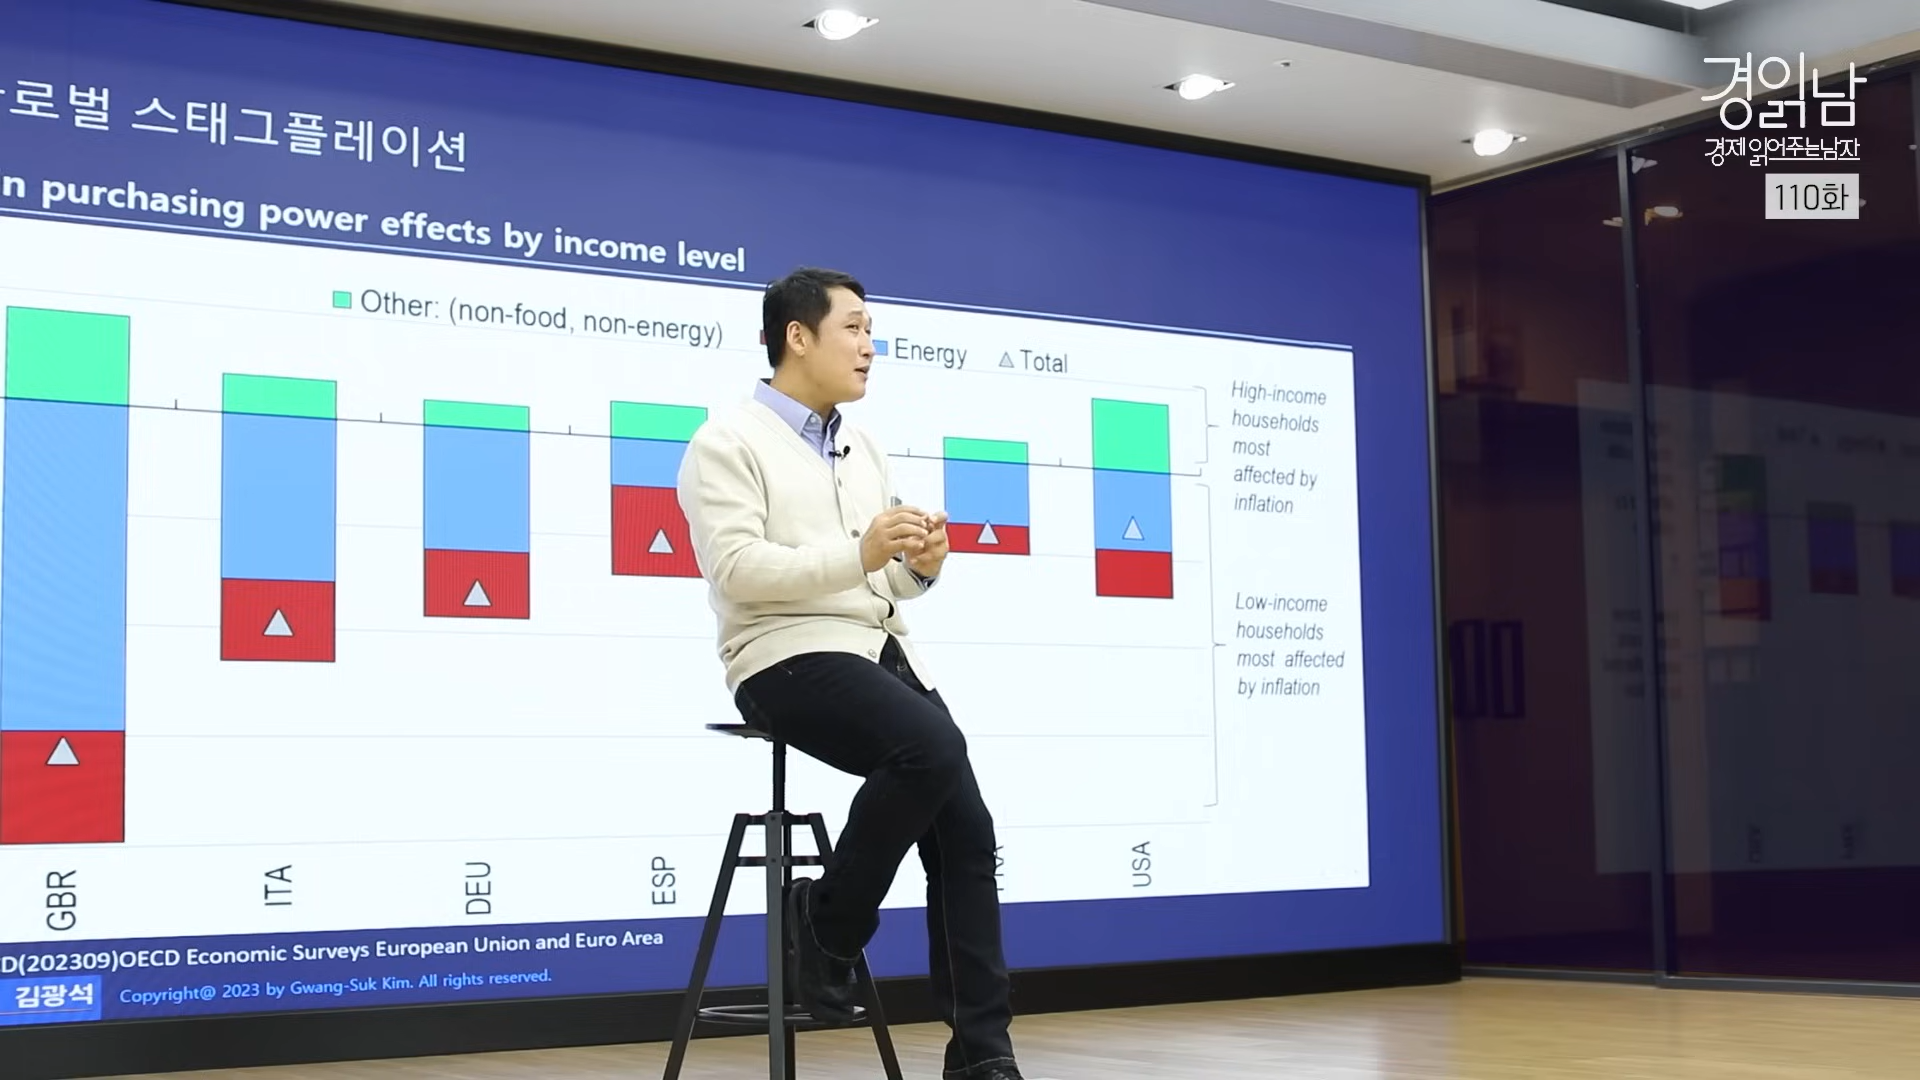 로벌 스태그플레이션
n purchasing power effects by income level
Other: (non-food, non-energy)
Energy
Total
High-income
households
most
affected by
inflation
Low-income
households
most affected
by inflation
GBR
ITA
DEU
ESP
USA
D(202309)OECD Economic Surveys European Union and Euro Area
김광석
Copyright@ 2023 by Gwang-Suk Kim. All rights reserved.
경읽남
경제읽어주는남자
110화